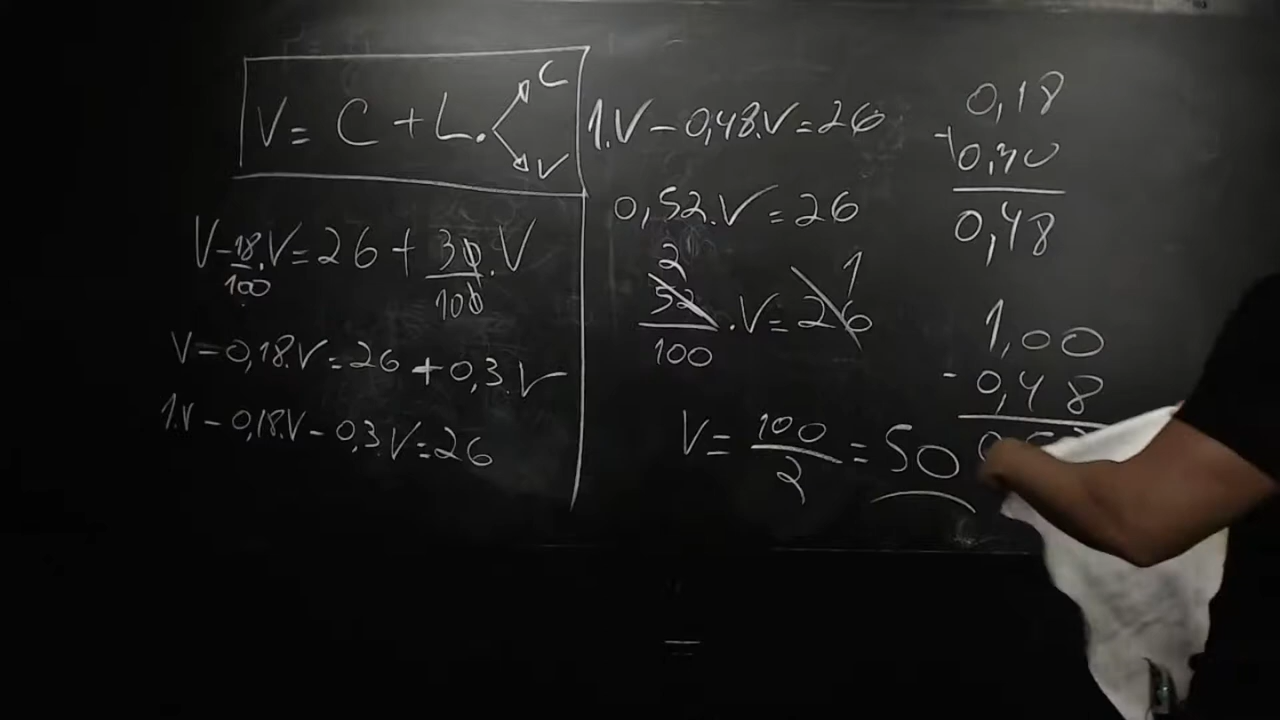 V = C + L. C V
V - 18/100 .V = 26 + 30/100 . V
V = 0,18.V = 26 + 0,3.V
1.V - 0,18.V - 0,3.V = 26
1.V - 0,48.V = 26
0,52.V = 26
2 1
52/100 .V = 26
V = 100/2 = 50
0,18
+ 0,30
0,48
1,00
- 0,48